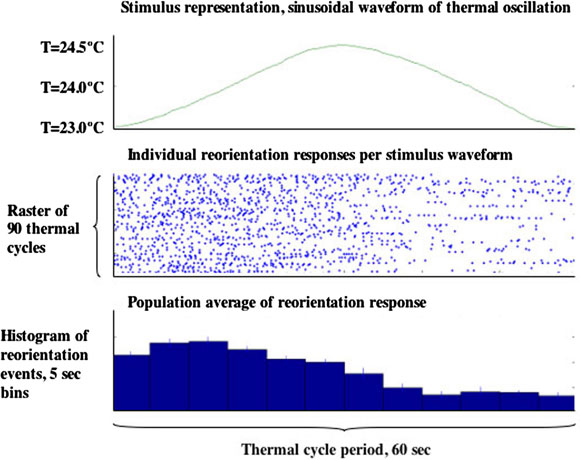 Stimulus representation, sinusoidal waveform of thermal oscillation
T=24.5°C
T=24.0°C
T=23.0°C
Individual reorientation responses per stimulus waveform
Raster of
90 thermal
cycles
Population average of reorientation response
Histogram of
reorientation
events, 5 sec
bins
Thermal cycle period, 60 sec